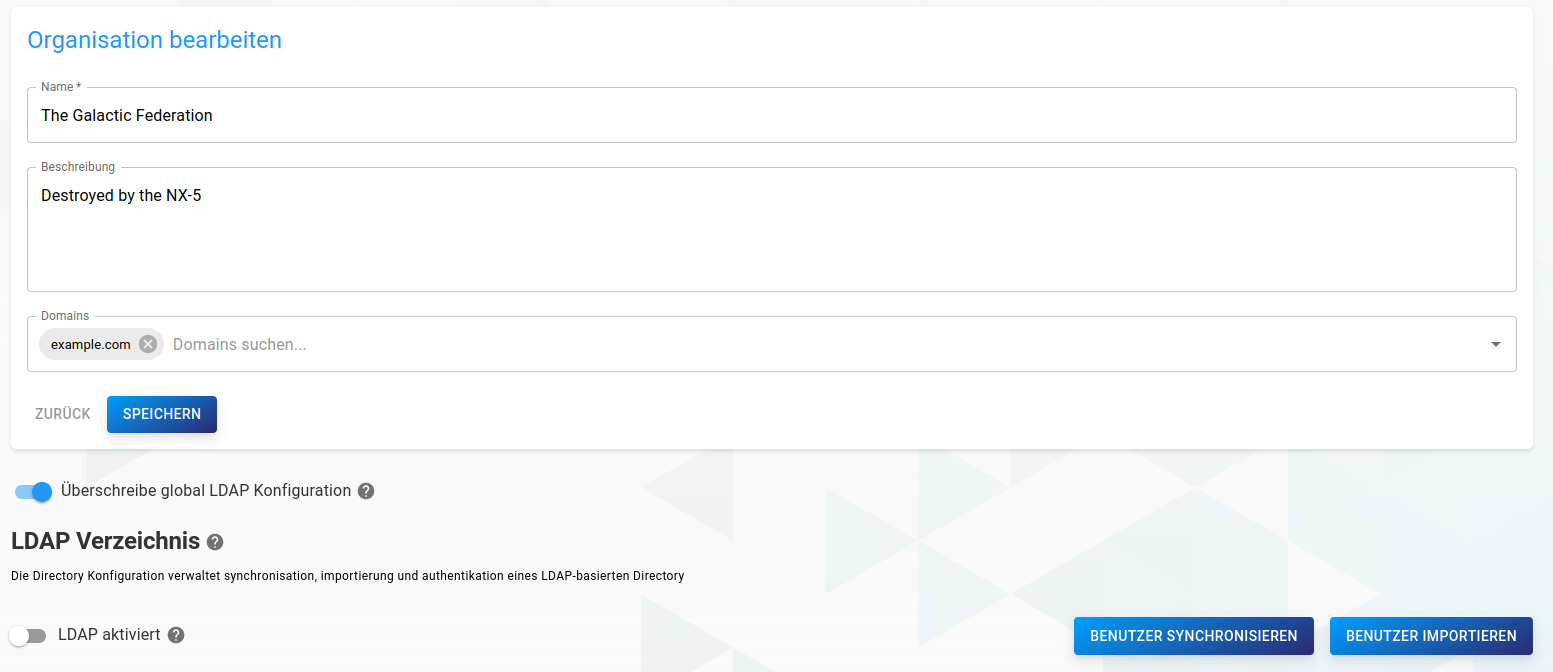 Organisation bearbeiten
Name *
The Galactic Federation
Beschreibung
Destroyed by the NX-5
Domains
example.com Domains suchen...
ZURÜCK SPEICHERN
Überschreibe global LDAP Konfiguration ?
LDAP Verzeichnis ?
Die Directory Konfiguration verwaltet synchronisation, importierung und authentikation eines LDAP-basierten Directory
LDAP aktiviert ? BENUTZER SYNCHRONISIEREN BENUTZER IMPORTIEREN